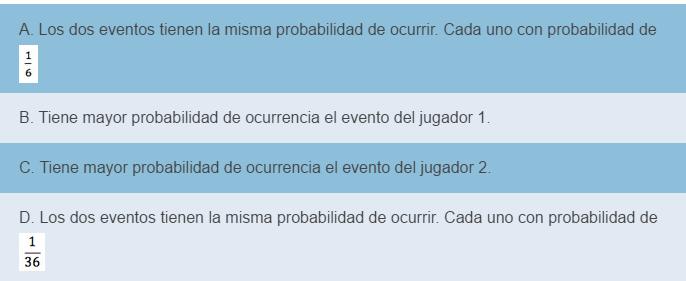 A. Los dos eventos tienen la misma probabilidad de ocurrir. Cada uno con probabilidad de
1
6
B. Tiene mayor probabilidad de ocurrencia el evento del jugador 1.
C. Tiene mayor probabilidad de ocurrencia el evento del jugador 2.
D. Los dos eventos tienen la misma probabilidad de ocurrir. Cada uno con probabilidad de
1
36